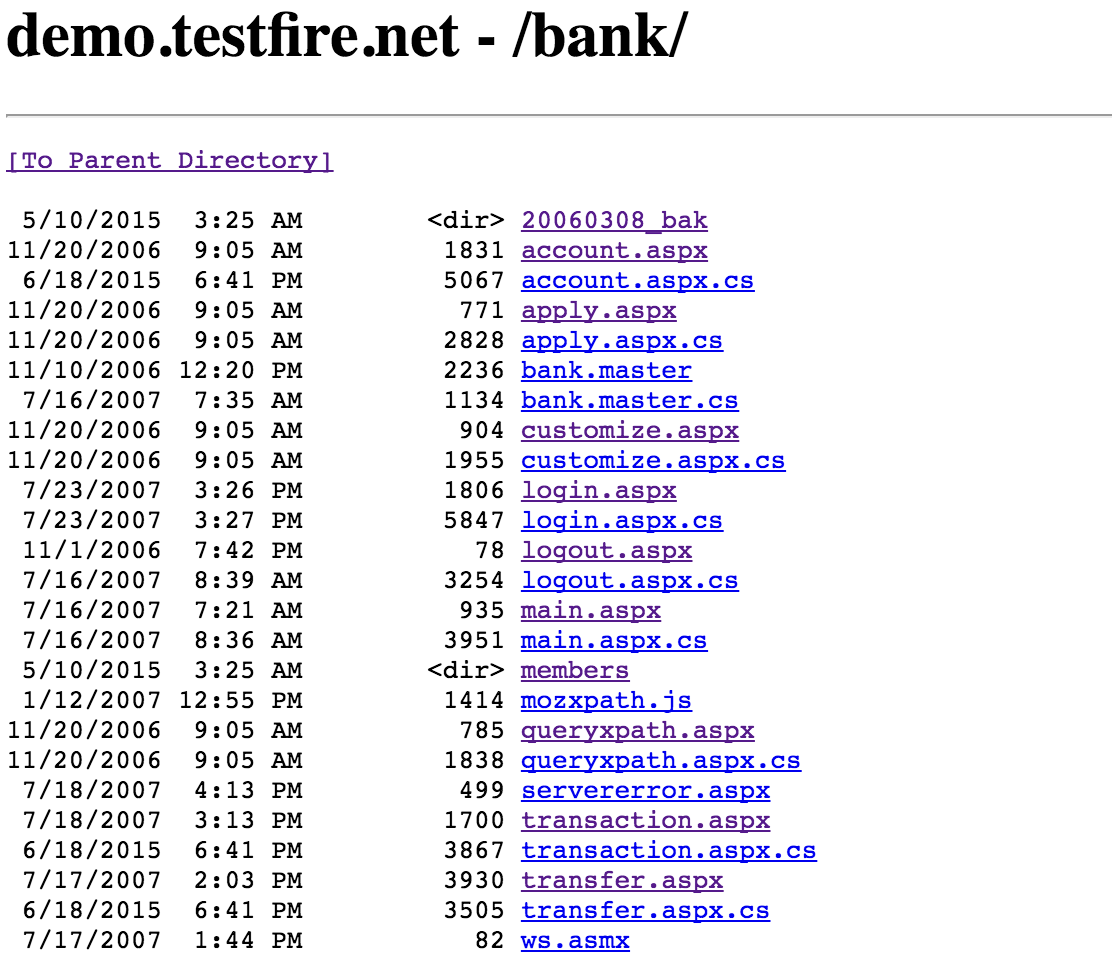 demo.testfire.net - /bank/
[To Parent Directory]
5/10/2015 3:25 AM <dir> 20060308_bak
11/20/2006 9:05 AM 1831 account.aspx
6/18/2015 6:41 PM 5067 account.aspx.cs
11/20/2006 9:05 AM 771 apply.aspx
11/20/2006 9:05 AM 2828 apply.aspx.cs
11/10/2006 12:20 PM 2236 bank.master
7/16/2007 7:35 AM 1134 bank.master.cs
11/20/2006 9:05 AM 904 customize.aspx
11/20/2006 9:05 AM 1955 customize.aspx.cs
7/23/2007 3:26 PM 1806 login.aspx
7/23/2007 3:27 PM 5847 login.aspx.cs
11/1/2006 7:42 PM 78 logout.aspx
7/16/2007 8:39 AM 3254 logout.aspx.cs
7/16/2007 7:21 AM 935 main.aspx
7/16/2007 8:36 AM 3951 main.aspx.cs
5/10/2015 3:25 AM <dir> members
1/12/2007 12:55 PM 1414 mozxpath.js
11/20/2006 9:05 AM 785 queryxpath.aspx
11/20/2006 9:05 AM 1838 queryxpath.aspx.cs
7/18/2007 4:13 PM 499 servererror.aspx
7/18/2007 3:13 PM 1700 transaction.aspx
6/18/2015 6:41 PM 3867 transaction.aspx.cs
7/17/2007 2:03 PM 3930 transfer.aspx
6/18/2015 6:41 PM 3505 transfer.aspx.cs
7/17/2007 1:44 PM 82 ws.asmx